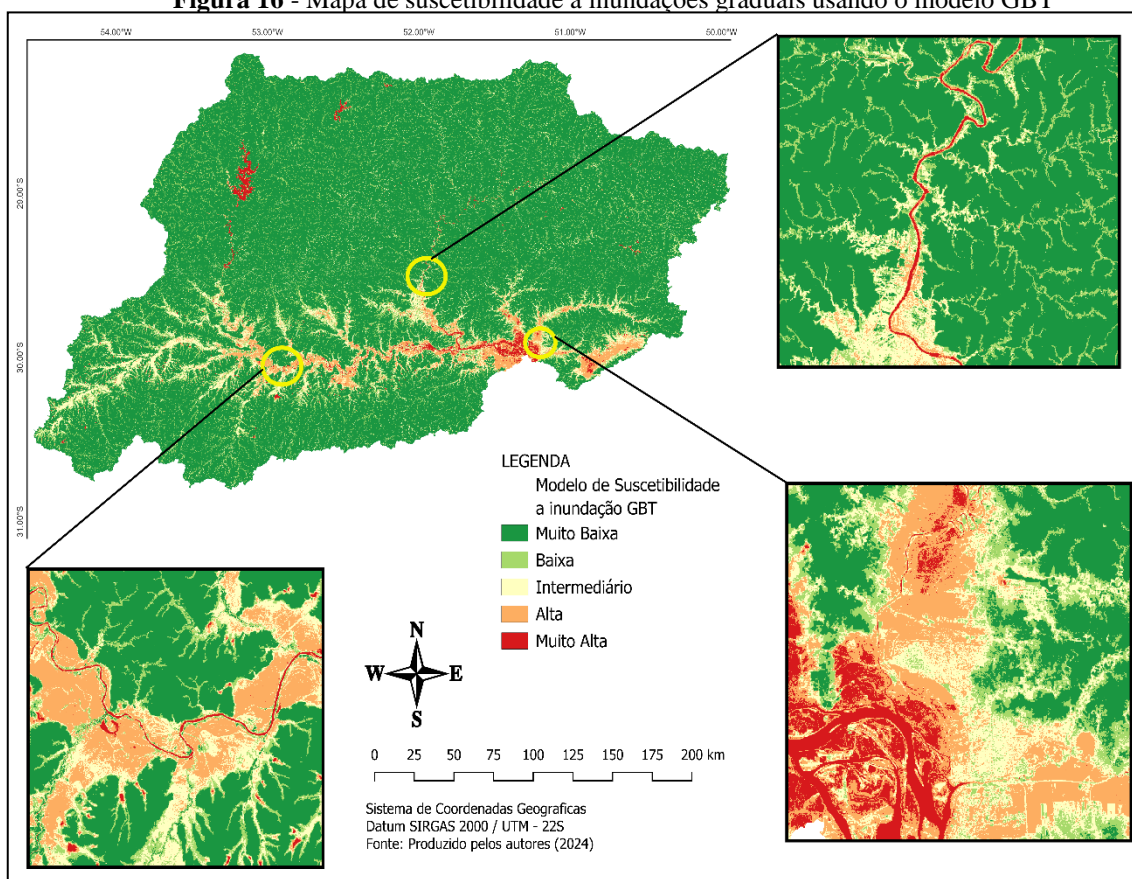 Figura 16 - Mapa de suscetibilidade a inundações graduais usando o modelo GBT
54.00°W 53.00°W 52.00°W 51.00°W 50.00°W
20.00°S
30.00°S
31.00°S
LEGENDA
Modelo de Suscetibilidade
a inundação GBT
Muito Baixa
Baixa
Intermediário
Alta
Muito Alta
N
W E
S
0 25 50 75 100 125 150 175 200 km
Sistema de Coordenadas Geograficas
Datum SIRGAS 2000 / UTM - 22S
Fonte: Produzido pelos autores (2024)